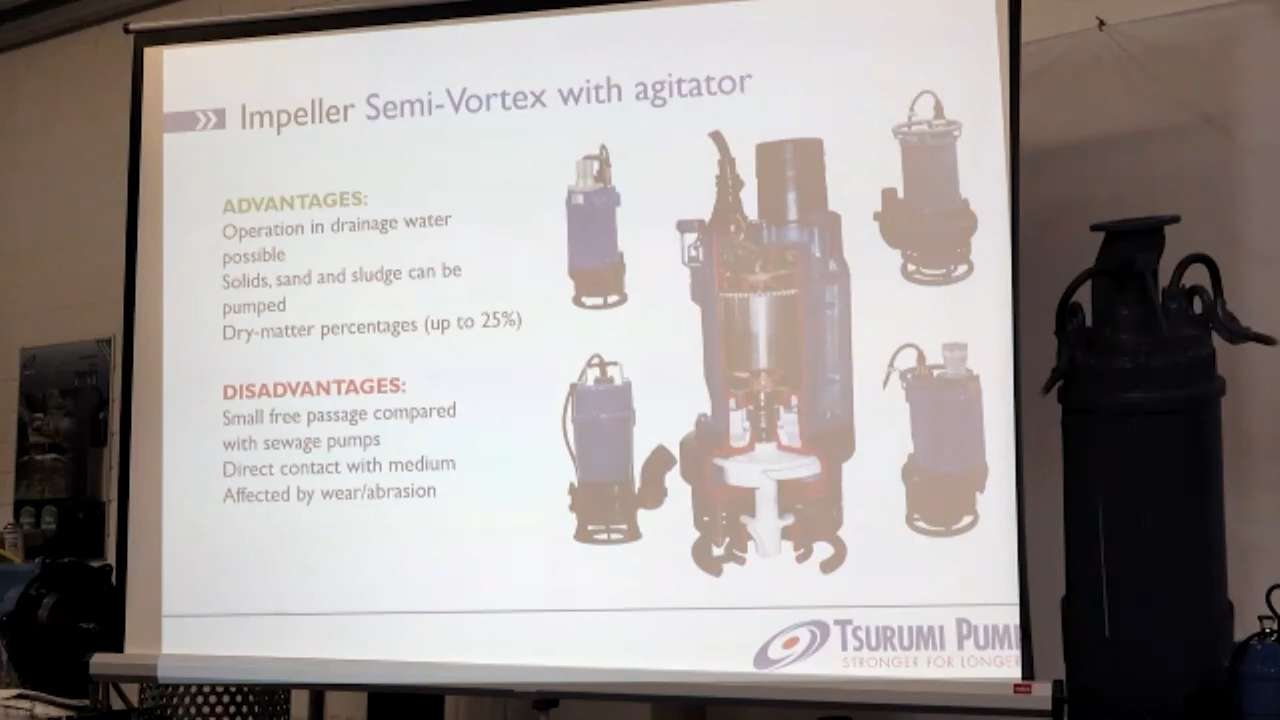 Impeller Semi-Vortex with agitator
ADVANTAGES:
Operation in drainage water
possible
Solids, sand and sludge can be
pumped
Dry-matter percentages (up to 25%)
DISADVANTAGES:
Small free passage compared
with sewage pumps
Direct contact with medium
Affected by wear/abrasion
TSURUMI PUM
STRONGER FOR LONGER